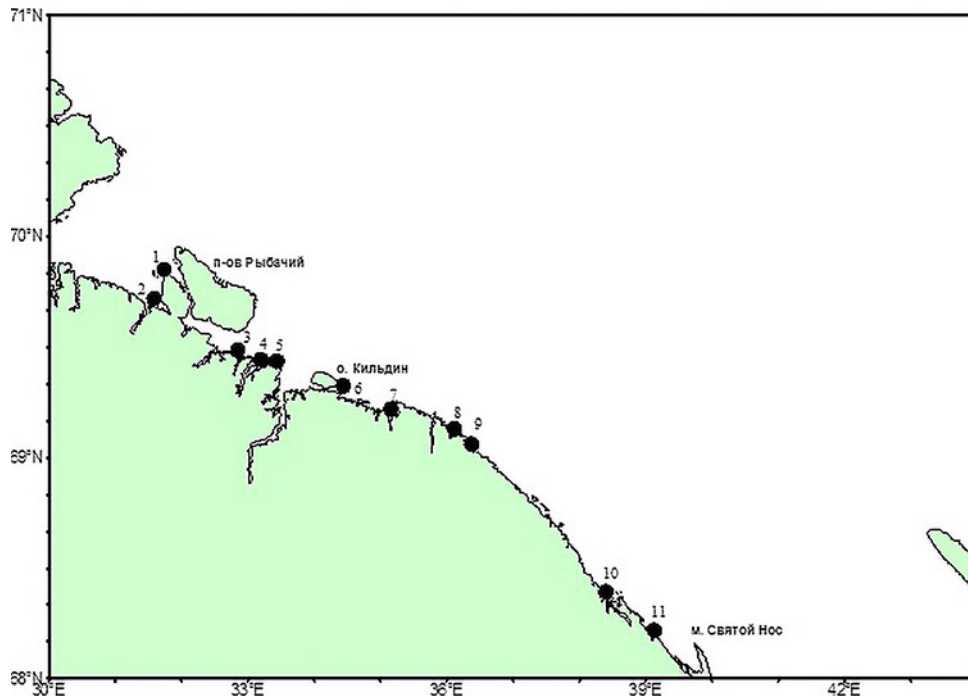 71°N
70°N
1
п-ов Рыбачий
2
3
4
5
о. Кильдин
6
7
8
9
69°N
10
11
м. Святой Нос
68°N
30°E
33°E
36°E
39°E
42°E